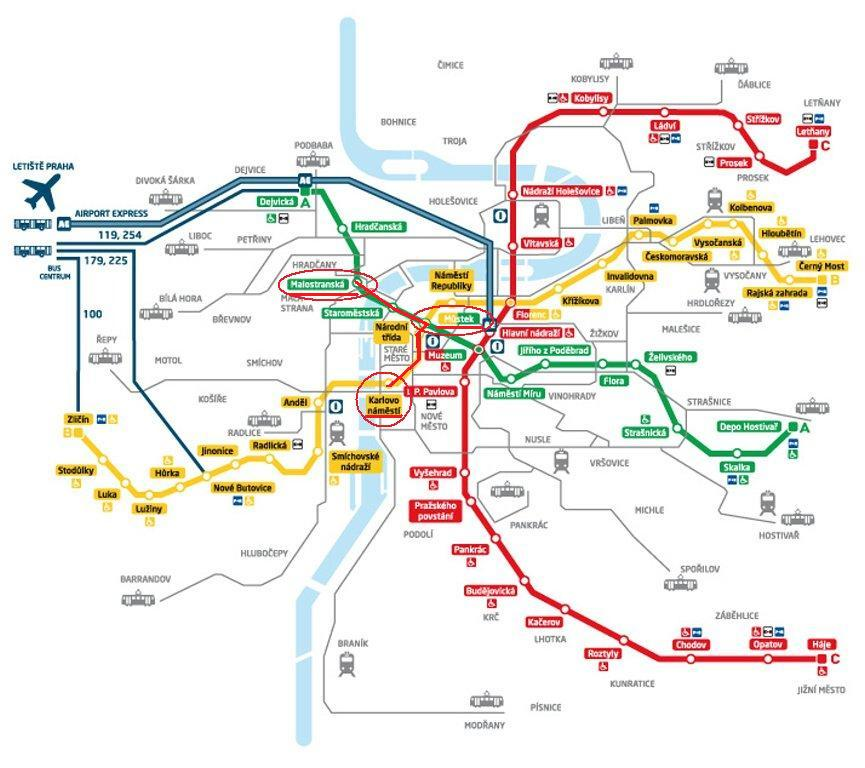 ČIMICE
KOBYLISY
ĎÁBLICE
Kobylisy
LETŇANY
Ládví
Střížkov
Letňany
C
BOHNICE
TROJA
STŘÍŽKOV
Prosek
PROSEK
PODBABA
LETIŠTĚ PRAHA
DEJVICE
DIVOKÁ ŠÁRKA
AE
Dejvická
A
HOLEŠOVICE
Nádraží Holešovice
Kolbenova
AE
AIRPORT EXPRESS
119, 254
Hradčanská
LIBEŇ
Palmovka
Hloubětín
LIBOC
PETŘINY
Vltavská
Vysočanská
LEHOVEC
BUS
CENTRUM
179, 225
HRADČANY
Českomoravská
Černý Most
B
Malostranská
Náměstí
Republiky
Invalidovna
VYSOČANY
KARLÍN
Rajská zahrada
BÍLÁ HORA
MALÁ
STRANA
Křižíkova
HRDLOŘEZY
100
BŘEVNOV
Staroměstská
Můstek
Florenc
MALEŠICE
Národní
třída
Hlavní nádraží
ŽIŽKOV
ŘEPY
STARÉ
MĚSTO
Muzeum
Jiřího z Poděbrad
Želivského
MOTOL
SMÍCHOV
I. P. Pavlova
Náměstí Míru
Flora
KOŠÍŘE
Anděl
Karlovo
náměstí
NOVÉ
MĚSTO
VINOHRADY
STRAŠNICE
Zličín
B
RADLICE
Strašnická
Depo Hostivař
A
Radlická
NUSLE
Jinonice
Smíchovské
nádraží
VRŠOVICE
Skalka
Stodůlky
Hůrka
Vyšehrad
Luka
Nové Butovice
Lužiny
Pražského
povstání
MICHLE
PANKRÁC
HOSTIVAŘ
PODOLÍ
HLUBOČEPY
Pankrác
SPOŘILOV
BARRANDOV
Budějovická
KRČ
Kačerov
ZÁBĚHLICE
LHOTKA
BRANÍK
Roztyly
Chodov
Opatov
Háje
C
KUNRATICE
JIŽNÍ MĚSTO
PÍSNICE
MODŘANY